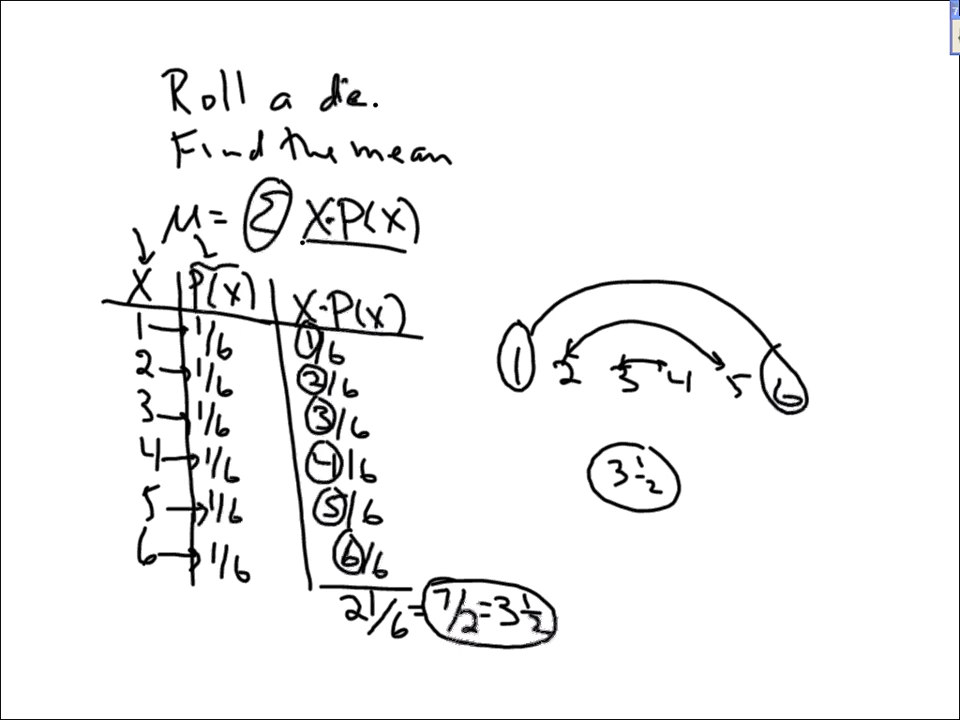 Roll a die.
Find the mean
μ = Σ X·P(X)
X P(X) X·P(X)
1 1/6 1/6
2 1/6 2/6
3 1/6 3/6
4 1/6 4/6
5 1/6 5/6
6 1/6 6/6
21/6 = 7/2 = 3 1/2
1 2 3 4 5 6
3 1/2
7